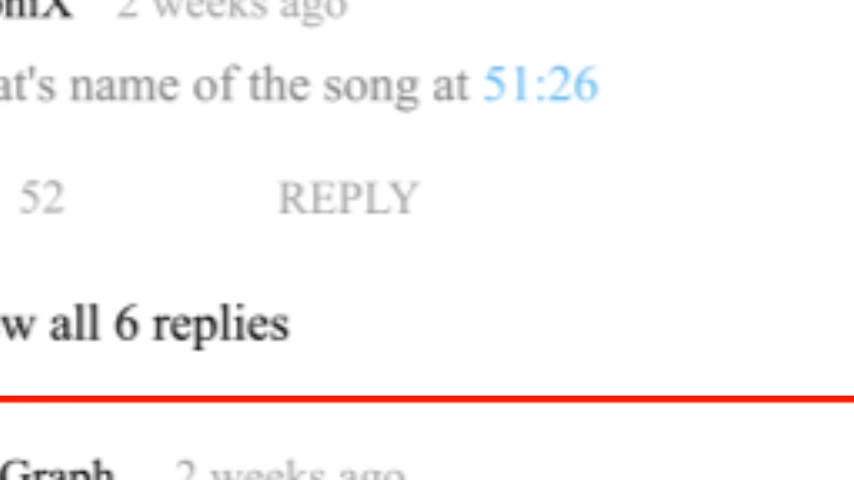 2 weeks ago
at's name of the song at 51:26
52 REPLY
w all 6 replies
Graph 2 weeks ago